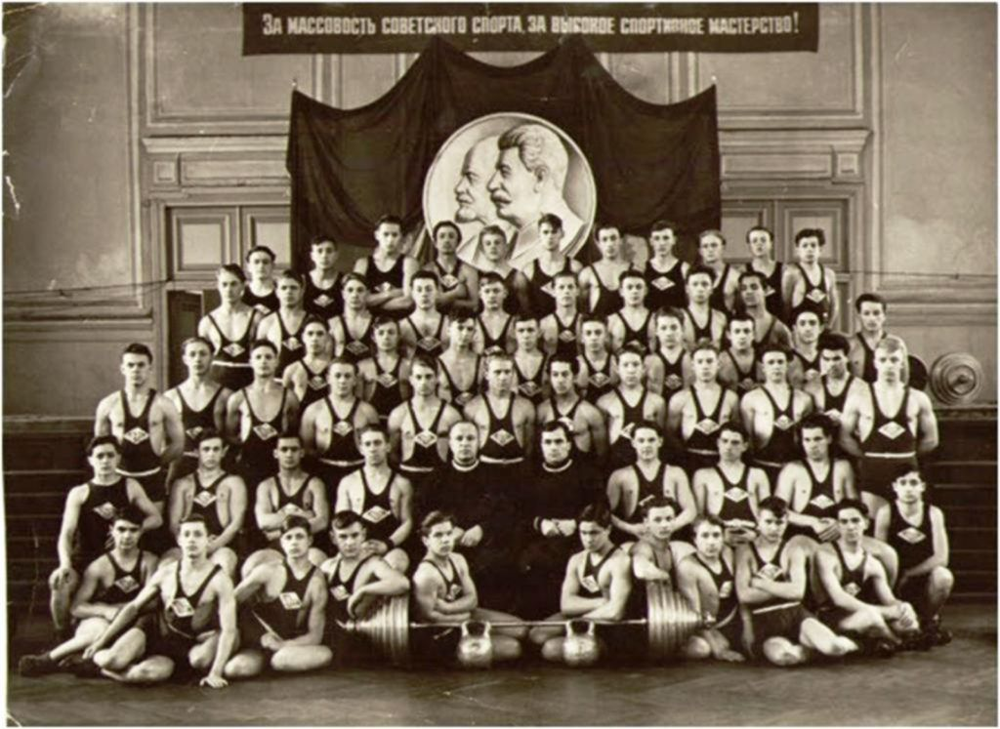 За массовость советского спорта, за высокое спортивное мастерство!